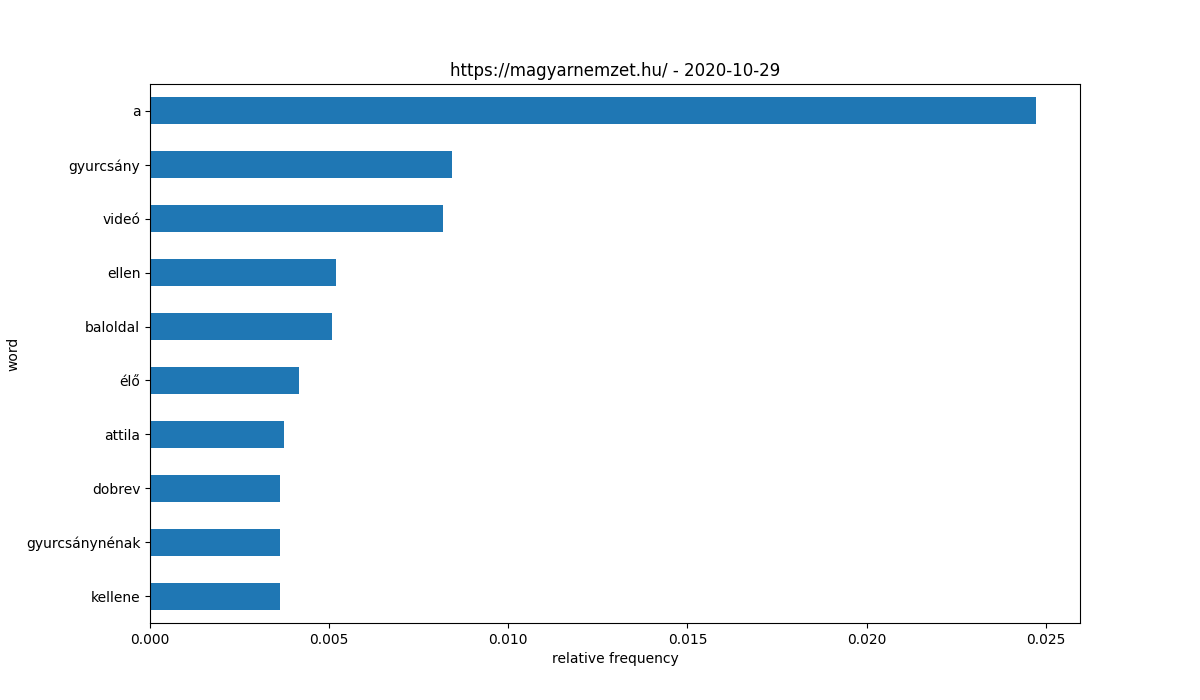 https://magyarnemzet.hu/ - 2020-10-29
a
gyurcsány
videó
ellen
baloldal
élő
attila
dobrev
gyurcsánynénak
kellene
word
0.000 0.005 0.010 0.015 0.020 0.025
relative frequency